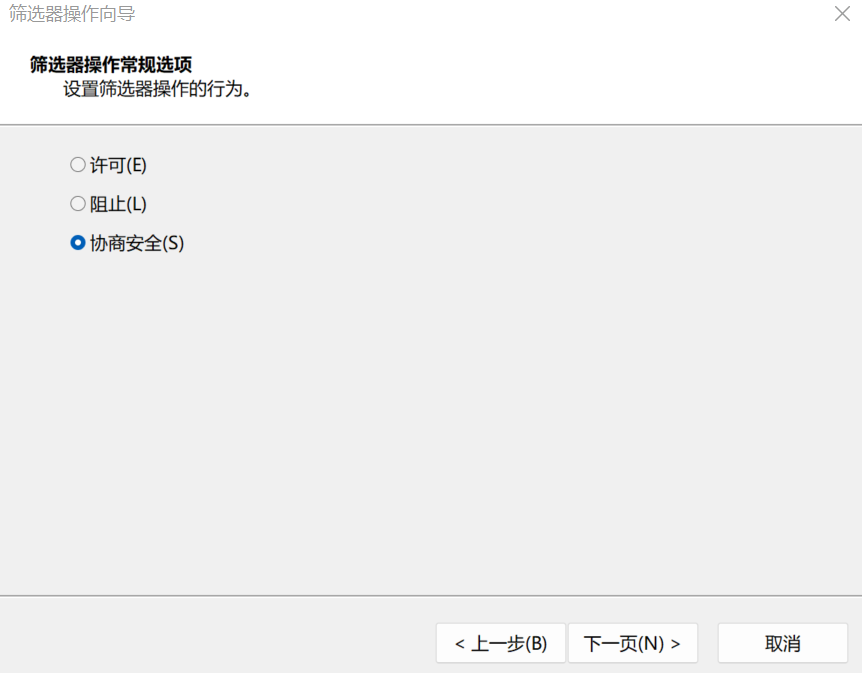 筛选器操作向导
筛选器操作常规选项
设置筛选器操作的行为。
许可(E)
阻止(L)
协商安全(S)
< 上一步(B) 下一页(N) > 取消